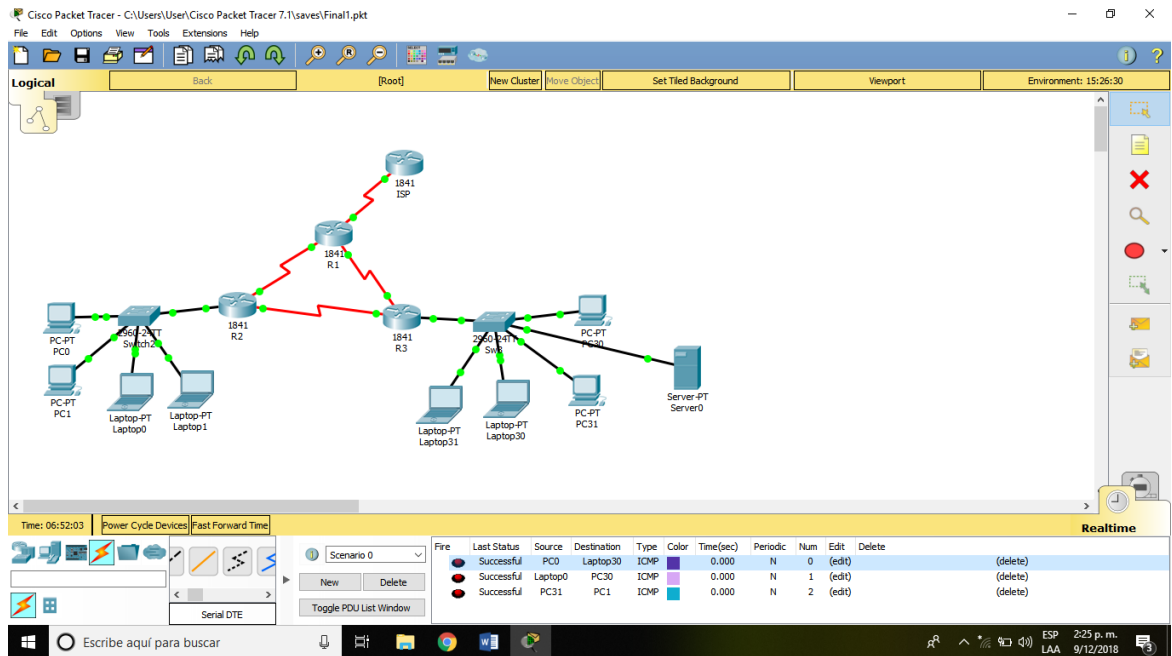 Cisco Packet Tracer - C:\Users\User\Cisco Packet Tracer 7.1\saves\Final1.pkt
File Edit Options View Tools Extensions Help
Logical Back [Root] New Cluster Move Object Set Tiled Background Viewport Environment: 15:26:30
1841
ISP
1841
R1
1841
R2
1841
R3
PC-PT
PC0
2960-24TT
Switch2
PC-PT
PC1
Laptop-PT
Laptop0
Laptop-PT
Laptop1
2960-24TT
PC-PT
PC30
Server-PT
Server0
Laptop-PT
Laptop31
Laptop-PT
Laptop30
PC-PT
PC31
Time: 06:52:03 Power Cycle Devices Fast Forward Time
Realtime
Scenario 0
New Delete
Toggle PDU List Window
Serial DTE
Fire Last Status Source Destination Type Color Time(sec) Periodic Num Edit Delete
Successful PC0 Laptop30 ICMP 0.000 N 0 (edit) (delete)
Successful Laptop0 PC30 ICMP 0.000 N 1 (edit) (delete)
Successful PC31 PC1 ICMP 0.000 N 2 (edit) (delete)
Escribe aquí para buscar
ESP 2:25 p. m.
LAA 9/12/2018
3